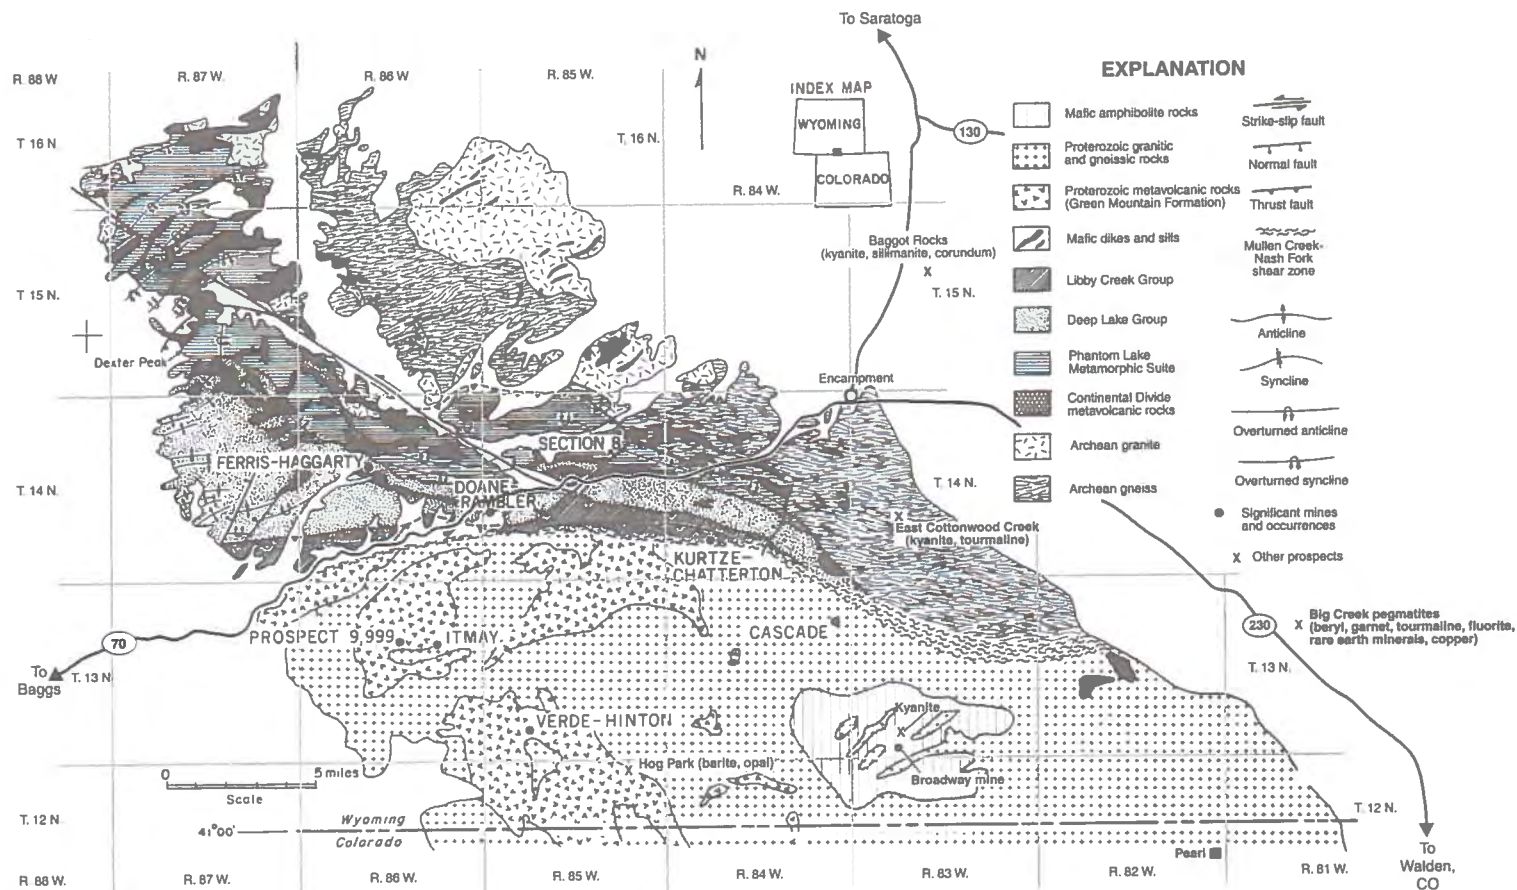 To Saratoga
N
R. 88 W
R. 87 W.
R. 86 W
R. 85 W.
T. 16 N
T. 16 N.
INDEX MAP
WYOMING
COLORADO
R. 84 W.
130
Baggot Rocks
(kyanite, sillimanite, corundum)
X
T. 15 N.
T 15 N.
Dexter Peak
Encampment
SECTION 8
FERRIS-HAGGARTY
DOANE-
RAMBLER
T. 14 N.
T. 14 N.
X
East Cottonwood Creek
(kyanite, tourmaline)
KURTZE-
CHATTERTON
PROSPECT 9,999
ITMAY
CASCADE
70
To
Baggs
T. 13 N
230
X Big Creek pegmatites
(beryl, garnet, tourmaline, fluorite,
rare earth minerals, copper)
T. 13 N.
VERDE-HINTON
Kyanite
X
Broadway mine
X Hog Park (barite, opal)
0
5 miles
Scale
T. 12 N
41°00'
Wyoming
Colorado
T. 12 N.
Pearl
To
Walden,
CO
R 88 W.
R. 87 W.
R. 86 W.
R. 85 W.
R. 84 W.
R. 83 W.
R. 82 W.
R. 81 W.
EXPLANATION
Mafic amphibolite rocks
Proterozoic granitic
and gneissic rocks
Proterozoic metavolcanic rocks
(Green Mountain Formation)
Mafic dikes and sills
Libby Creek Group
Deep Lake Group
Phantom Lake
Metamorphic Suite
Continental Divide
metavolcanic rocks
Archean granite
Archean gneiss
Strike-slip fault
Normal fault
Thrust fault
Mullen Creek-
Nash Fork
shear zone
Anticline
Syncline
Overturned anticline
Overturned syncline
Significant mines
and occurrences
X Other prospects